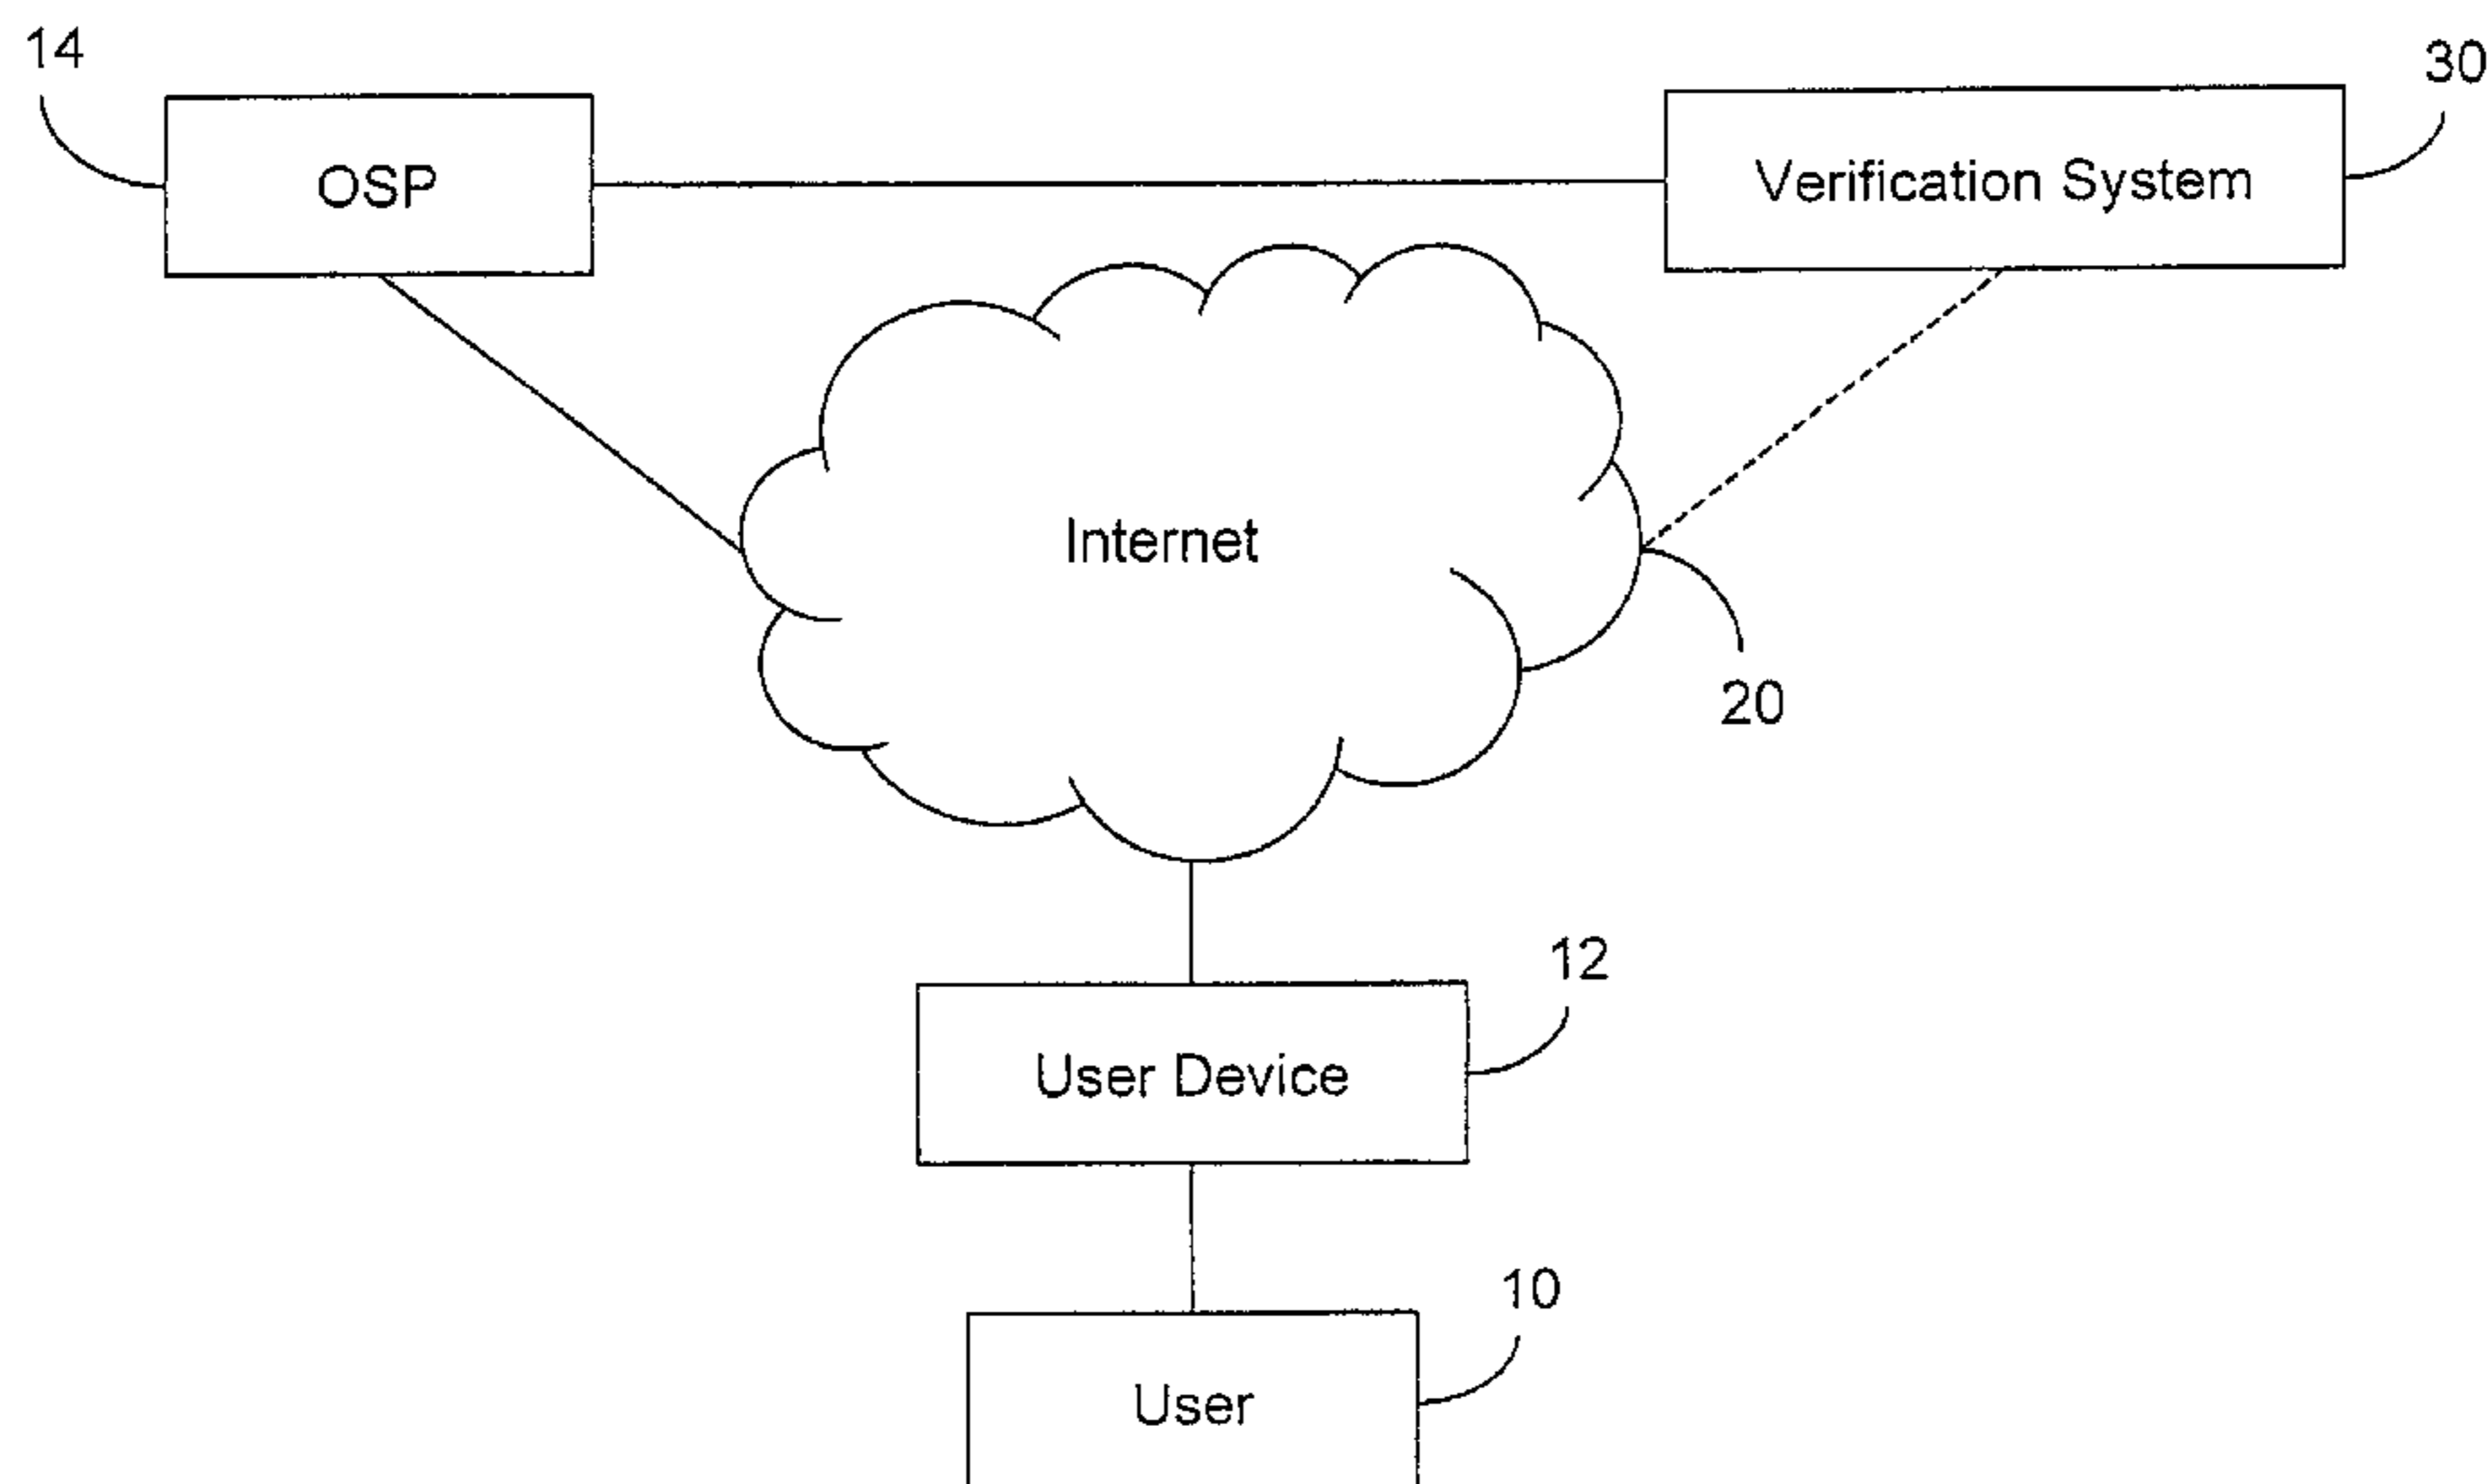 14
30
OSP
Verification System
Internet
20
12
User Device
10
User